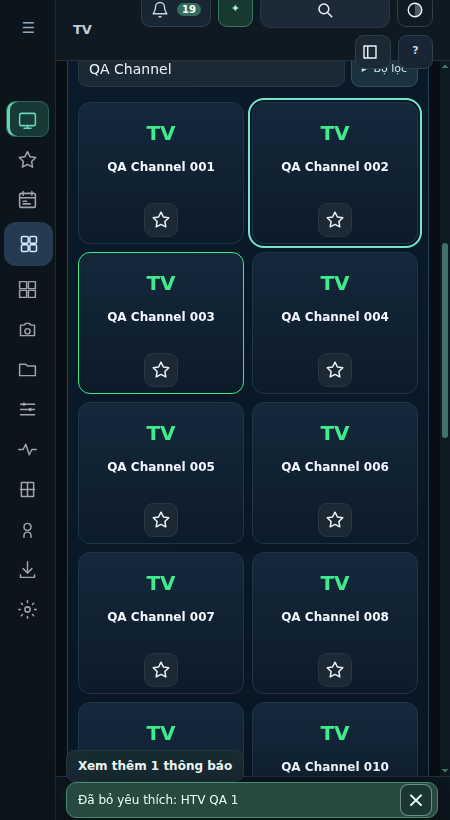 19
TV
?
QA Channel
▸ Bộ lọc
TV
QA Channel 001
TV
QA Channel 002
TV
QA Channel 003
TV
QA Channel 004
TV
QA Channel 005
TV
QA Channel 006
TV
QA Channel 007
TV
QA Channel 008
TV
TV
QA Channel 010
Xem thêm 1 thông báo
Đã bỏ yêu thích: HTV QA 1